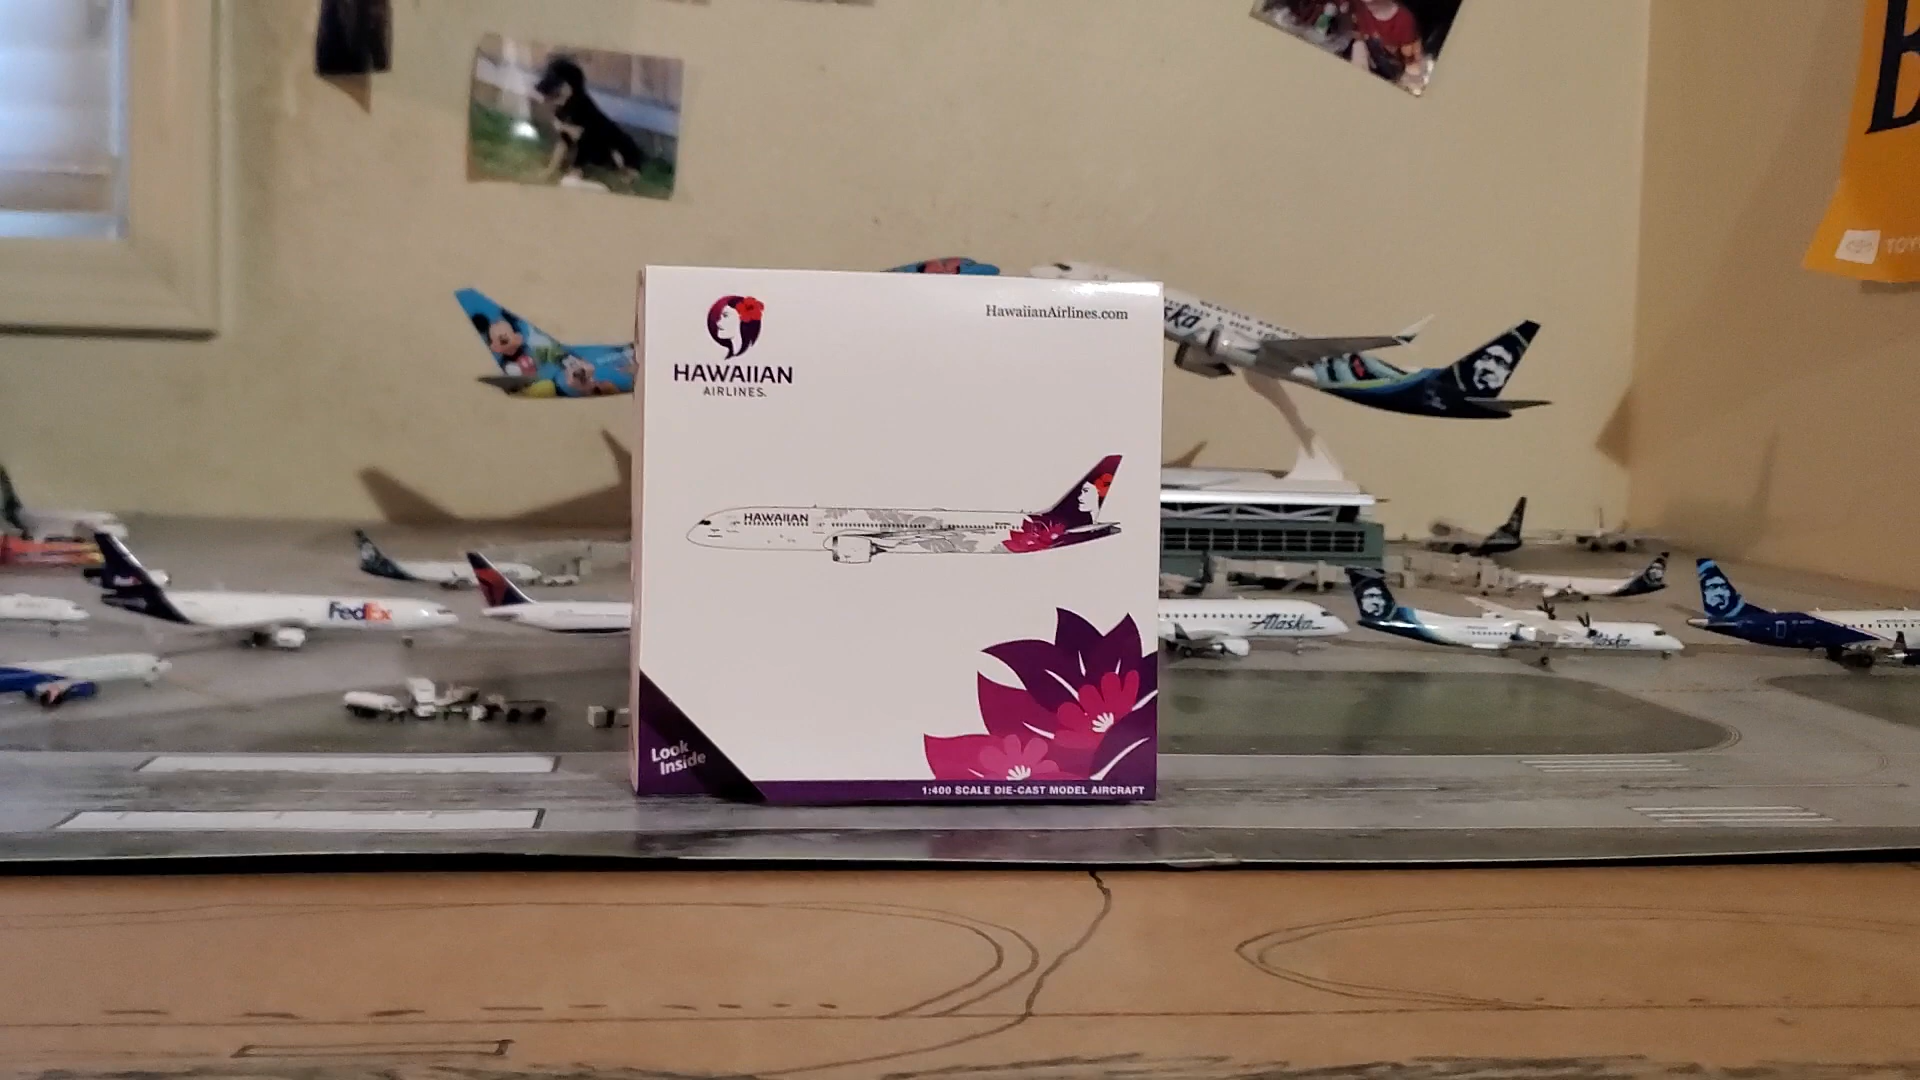 HawaiianAirlines.com
HAWAIIAN
AIRLINES.
HAWAIIAN
FedEx
Alaska
Alaska
Look
Inside
1:400 SCALE DIE-CAST MODEL AIRCRAFT